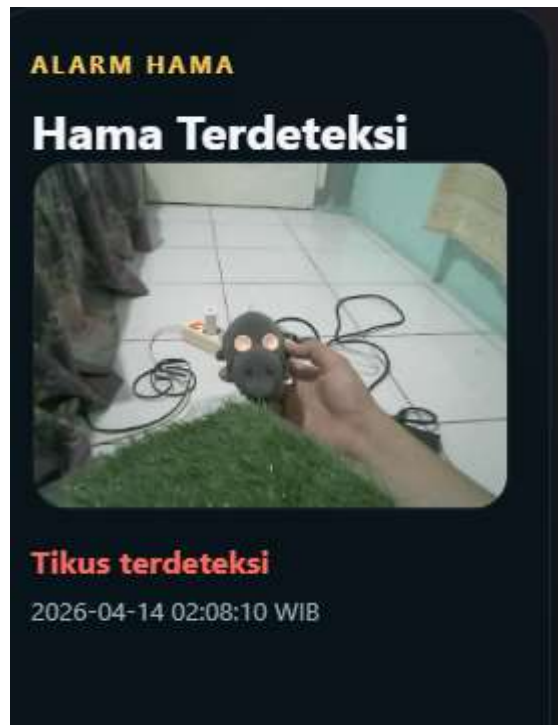 ALARM HAMA
Hama Terdeteksi
Tikus terdeteksi
2026-04-14 02:08:10 WIB